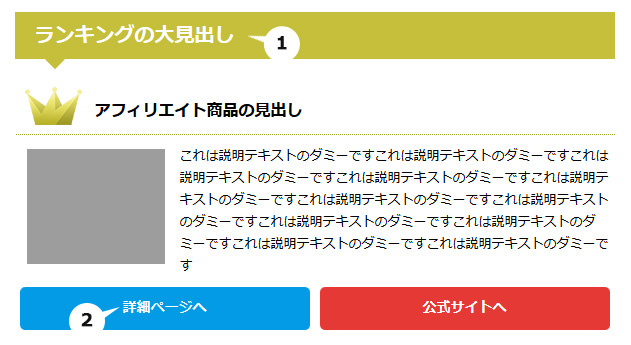 ランキングの大見出し
1
アフィリエイト商品の見出し
これは説明テキストのダミーですこれは説明テキストのダミーですこれは
説明テキストのダミーですこれは説明テキストのダミーですこれは説明テ
キストのダミーですこれは説明テキストのダミーですこれは説明テキスト
のダミーですこれは説明テキストのダミーですこれは説明テキストのダ
ミーですこれは説明テキストのダミーですこれは説明テキストのダミーで
す
詳細ページへ
公式サイトへ
2